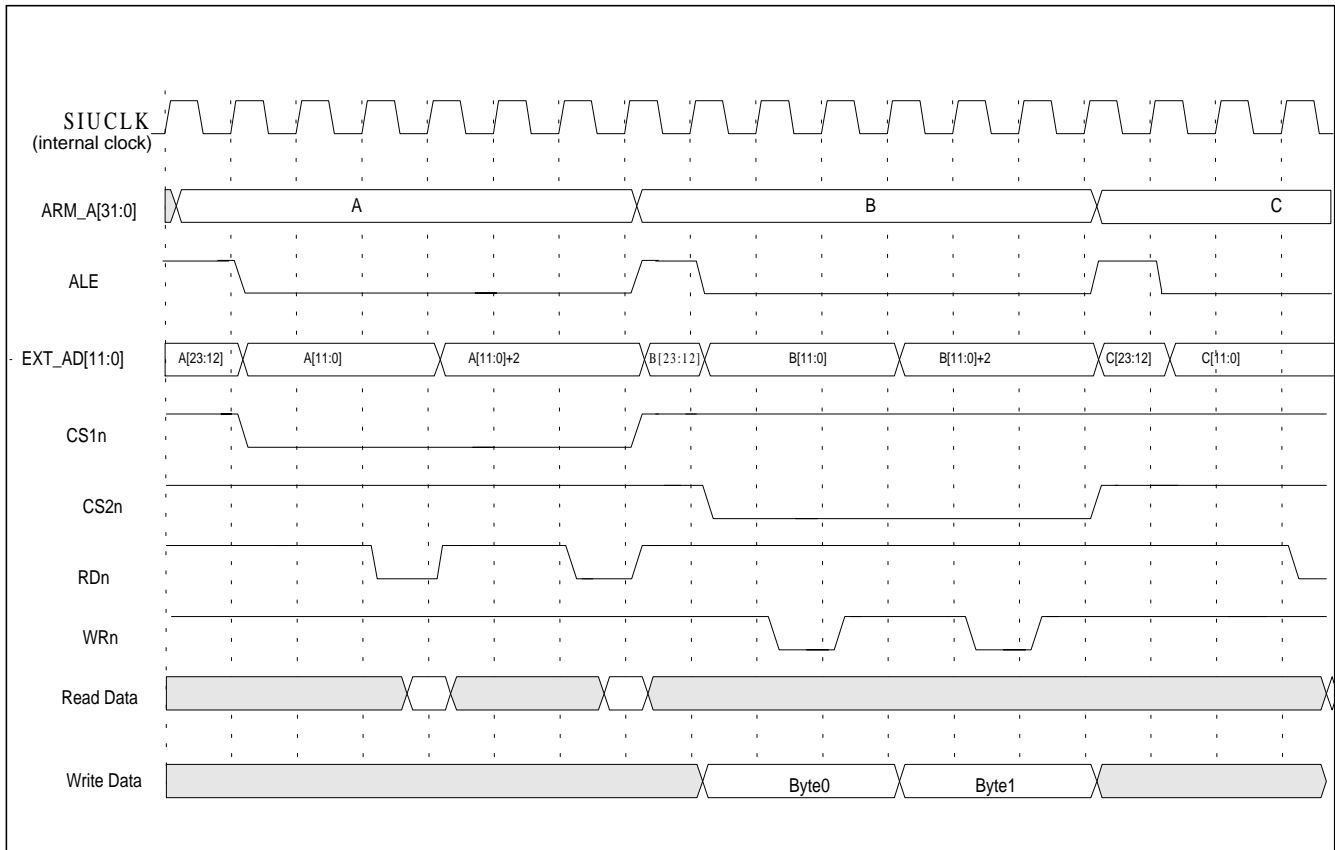 SIUCLK
(internal clock)
ARM_A[31:0]
A
B
C
ALE
EXT_AD[11:0]
A[23:12]
A[11:0]
A[11:0]+2
B[23:12]
B[11:0]
B[11:0]+2
C[23:12]
C[11:0]
CS1n
CS2n
RDn
WRn
Read Data
Write Data
Byte0
Byte1